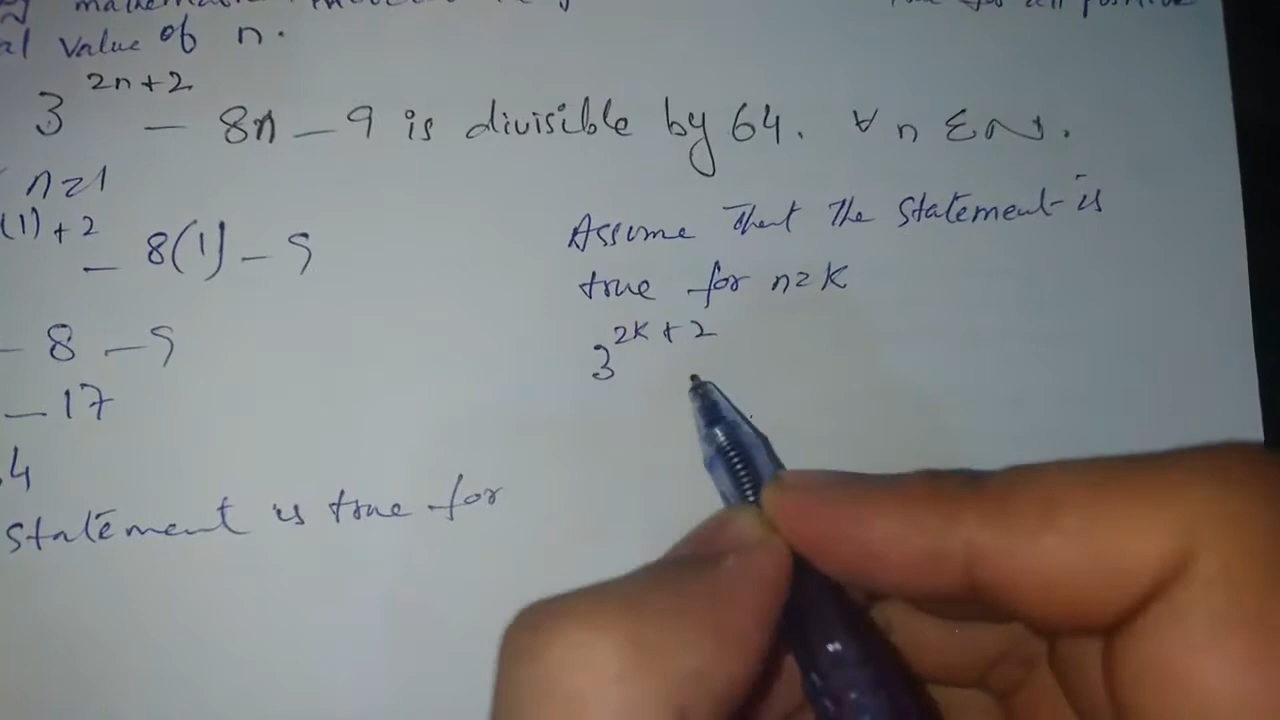 al value of n.
3^{2n+2} - 8n - 9 is divisible by 64. ∀ n ∈ N.
n=1
(1)+2 - 8(1) - 9
- 8 - 9
- 17
4
Statement is true for
Assume that the statement is
true for n=K
3^{2K+2}